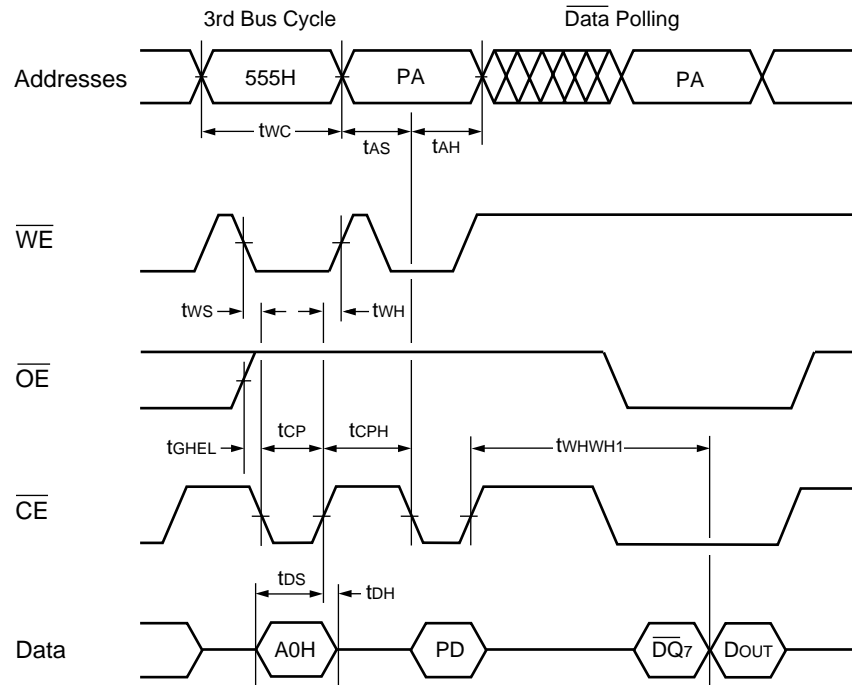 3rd Bus Cycle Data Polling
Addresses 555H PA PA
tWC tAS tAH
WE
tWS tWH
OE
tGHEL tCP tCPH tWHWH1
CE
tDS tDH
Data A0H PD DQ7 DOUT